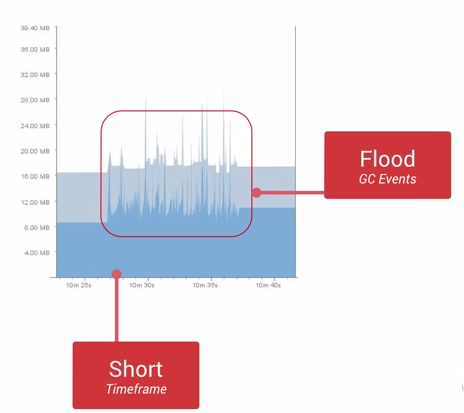 39.40 MB
36.00 MB
32.00 MB
28.00 MB
24.00 MB
20.00 MB
16.00 MB
12.00 MB
8.00 MB
4.00 MB
10m 25s
10m 30s
10m 35s
10m 40s
Flood
GC Events
Short
Timeframe